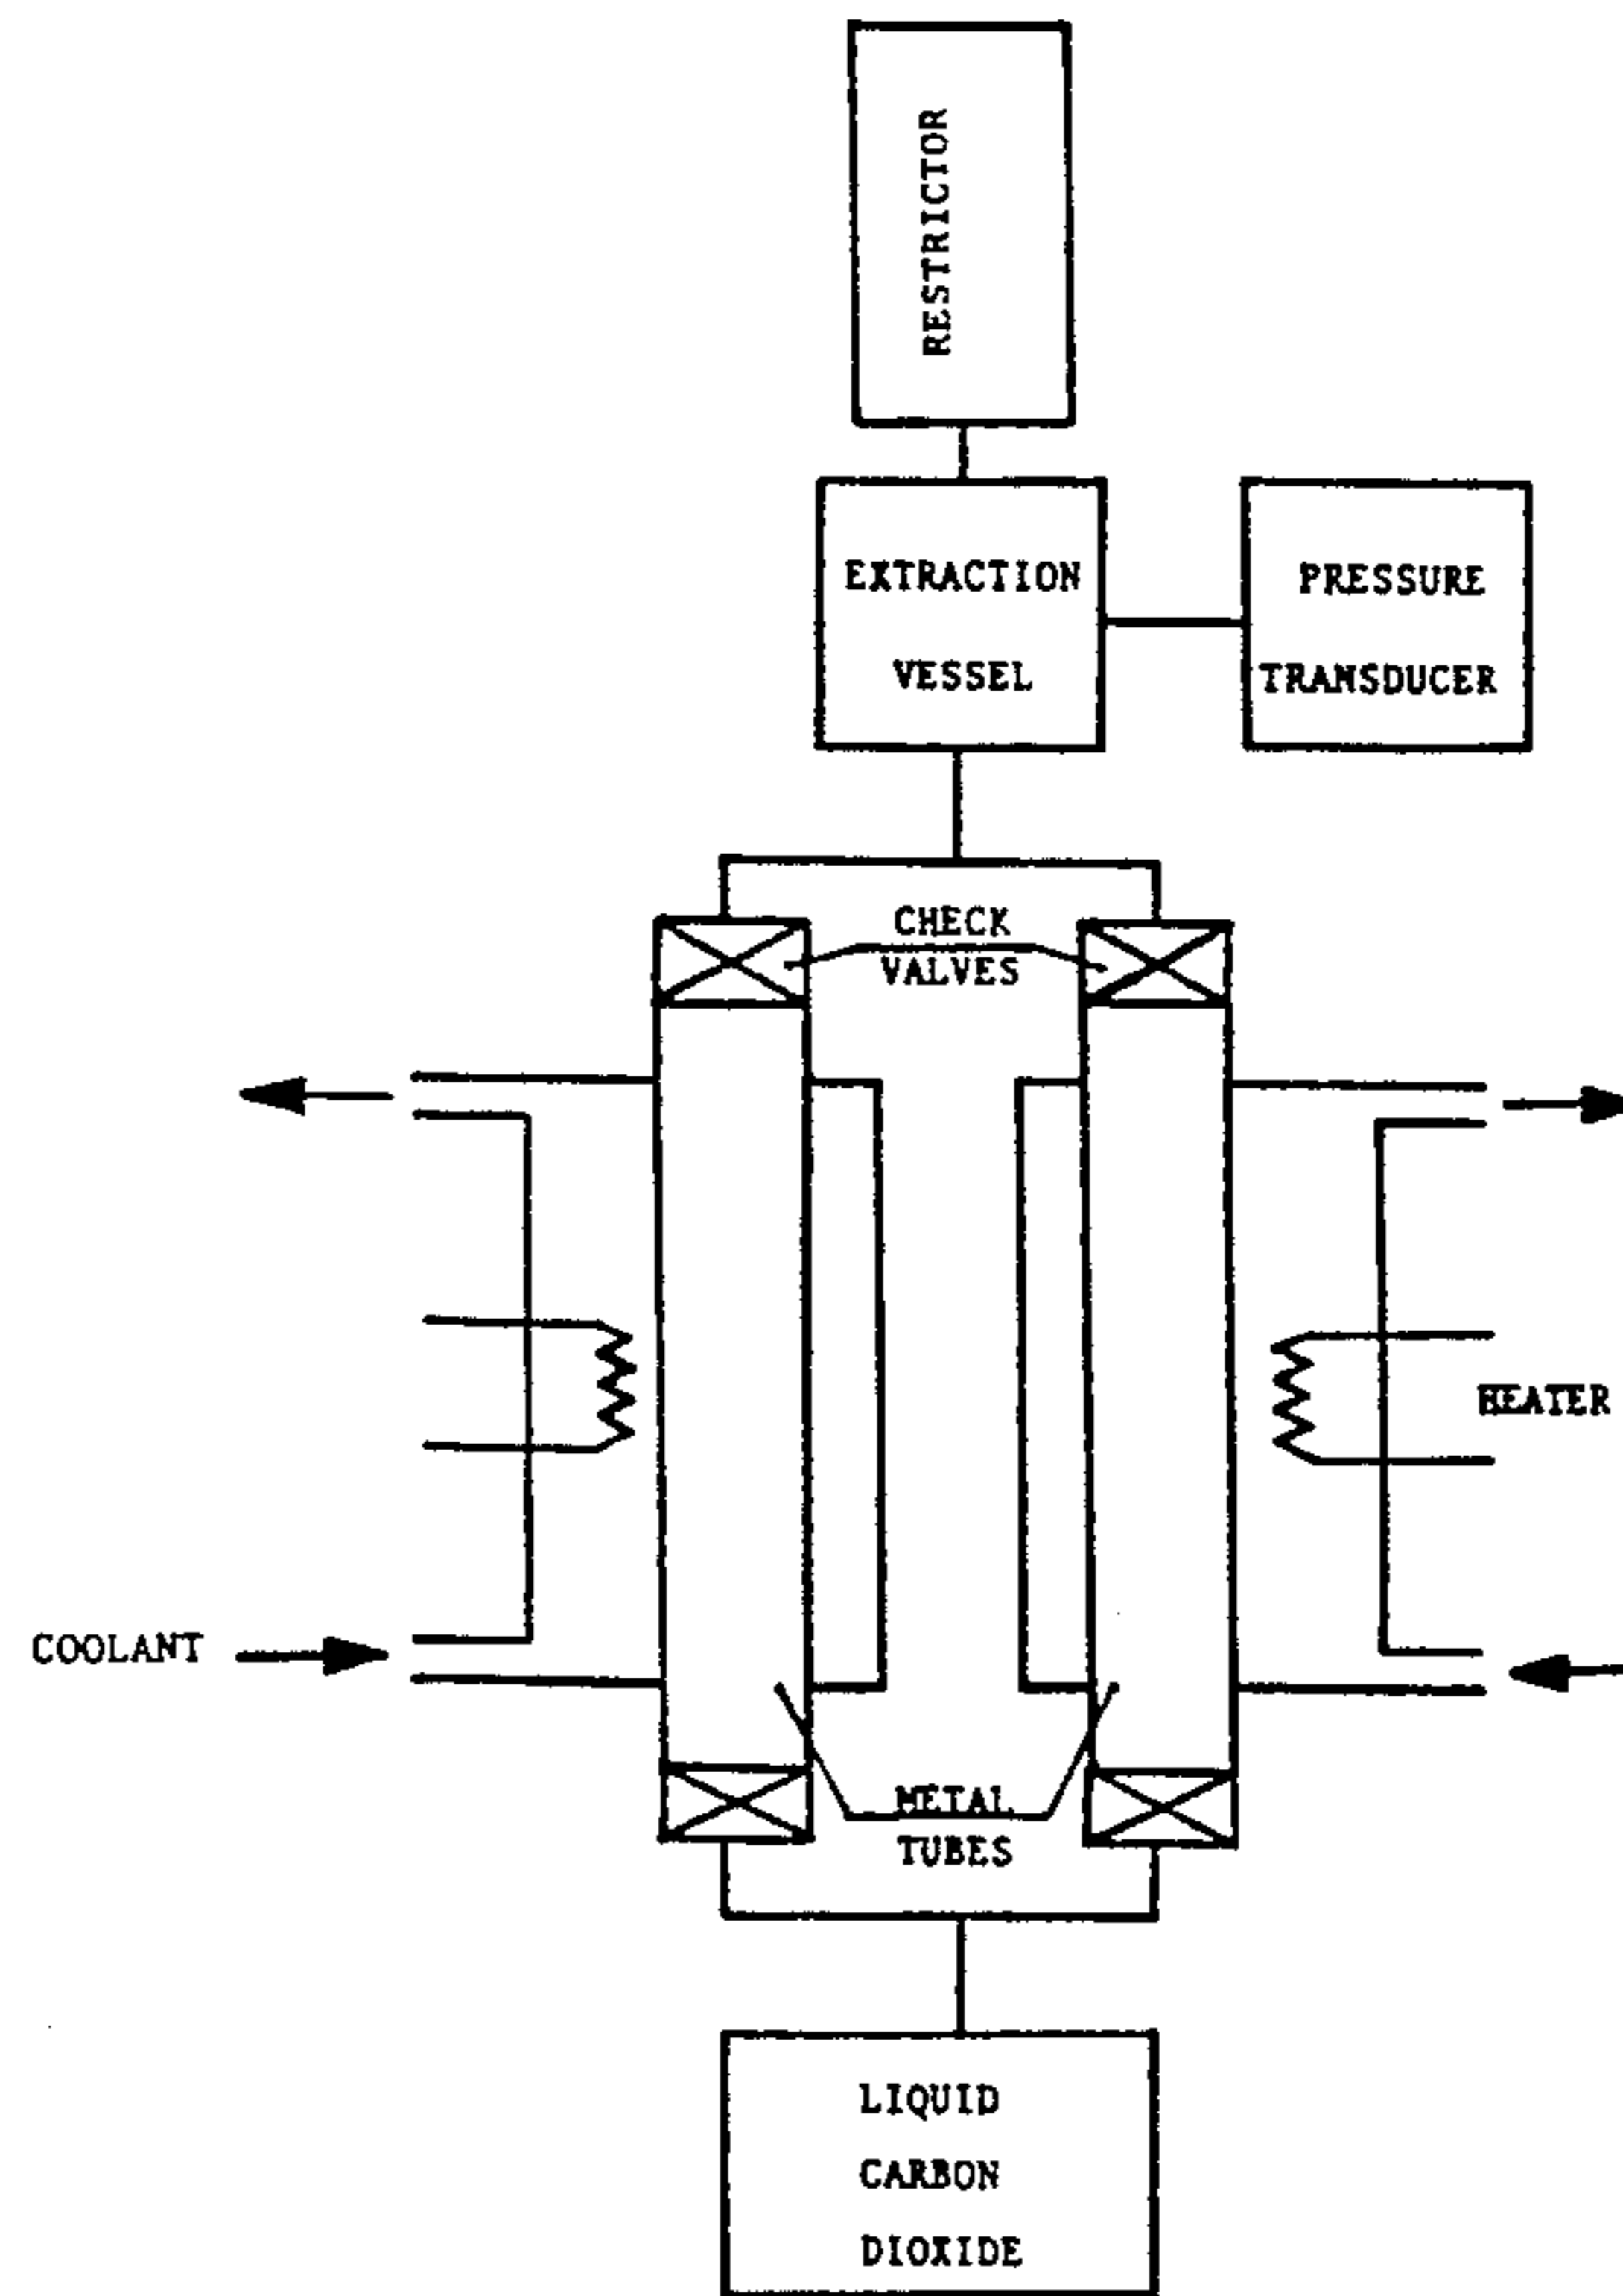 RESTRICTOR
EXTRACTION
VESSEL
PRESSURE
TRANSDUCER
CHECK
VALVES
HEATER
COOLANT
METAL
TUBES
LIQUID
CARBON
DIOXIDE